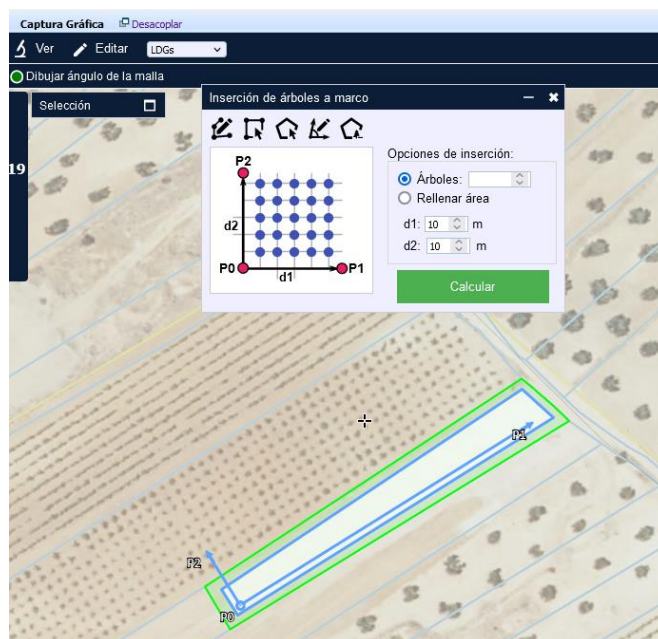 Captura Gráfica Desacoplar
Ver Editar LDGs
Dibujar ángulo de la malla
Selección
19
Inserción de árboles a marco
P2
d2
P0
d1
P1
Opciones de inserción:
Árboles:
Rellenar área
d1: 10 m
d2: 10 m
Calcular
P1
P2
P0